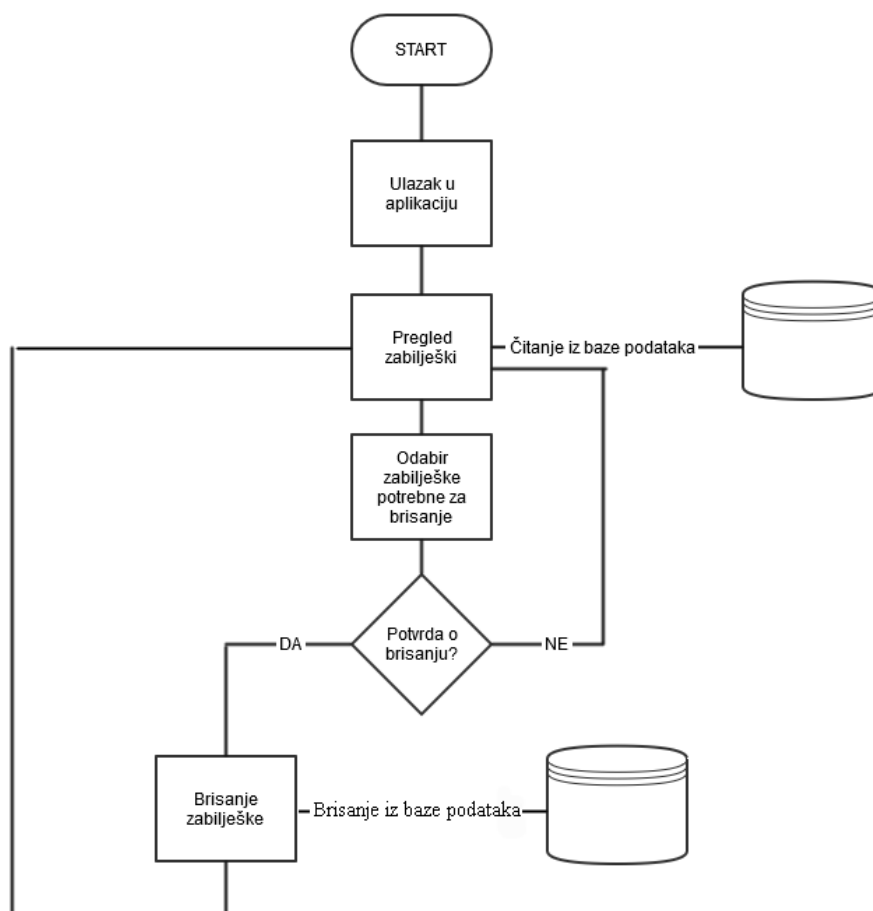 START
Ulazak u
aplikaciju
Pregled
zabilješki
Čitanje iz baze podataka
Odabir
zabilješke
potrebne za
brisanje
Potvrda o
brisanju?
DA
NE
Brisanje
zabilješke
Brisanje iz baze podataka